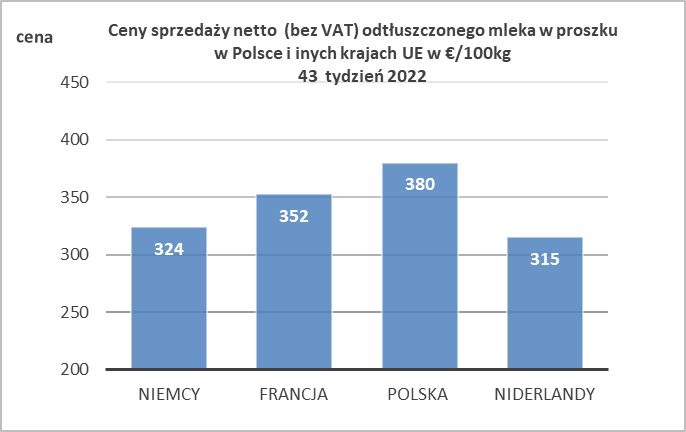 cena
Ceny sprzedaży netto (bez VAT) odtłuszczonego mleka w proszku
w Polsce i inych krajach UE w €/100kg
43 tydzień 2022
450
400
350
300
250
200
324
352
380
315
NIEMCY
FRANCJA
POLSKA
NIDERLANDY